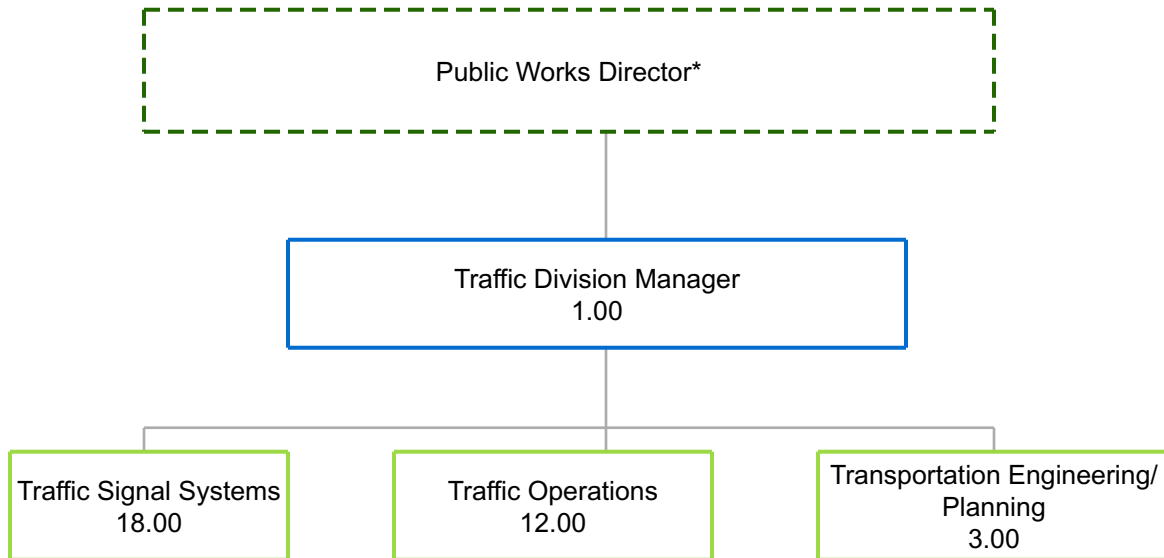 Public Works Director*
Traffic Division Manager
1.00
Traffic Signal Systems
18.00
Traffic Operations
12.00
Transportation Engineering/
Planning
3.00